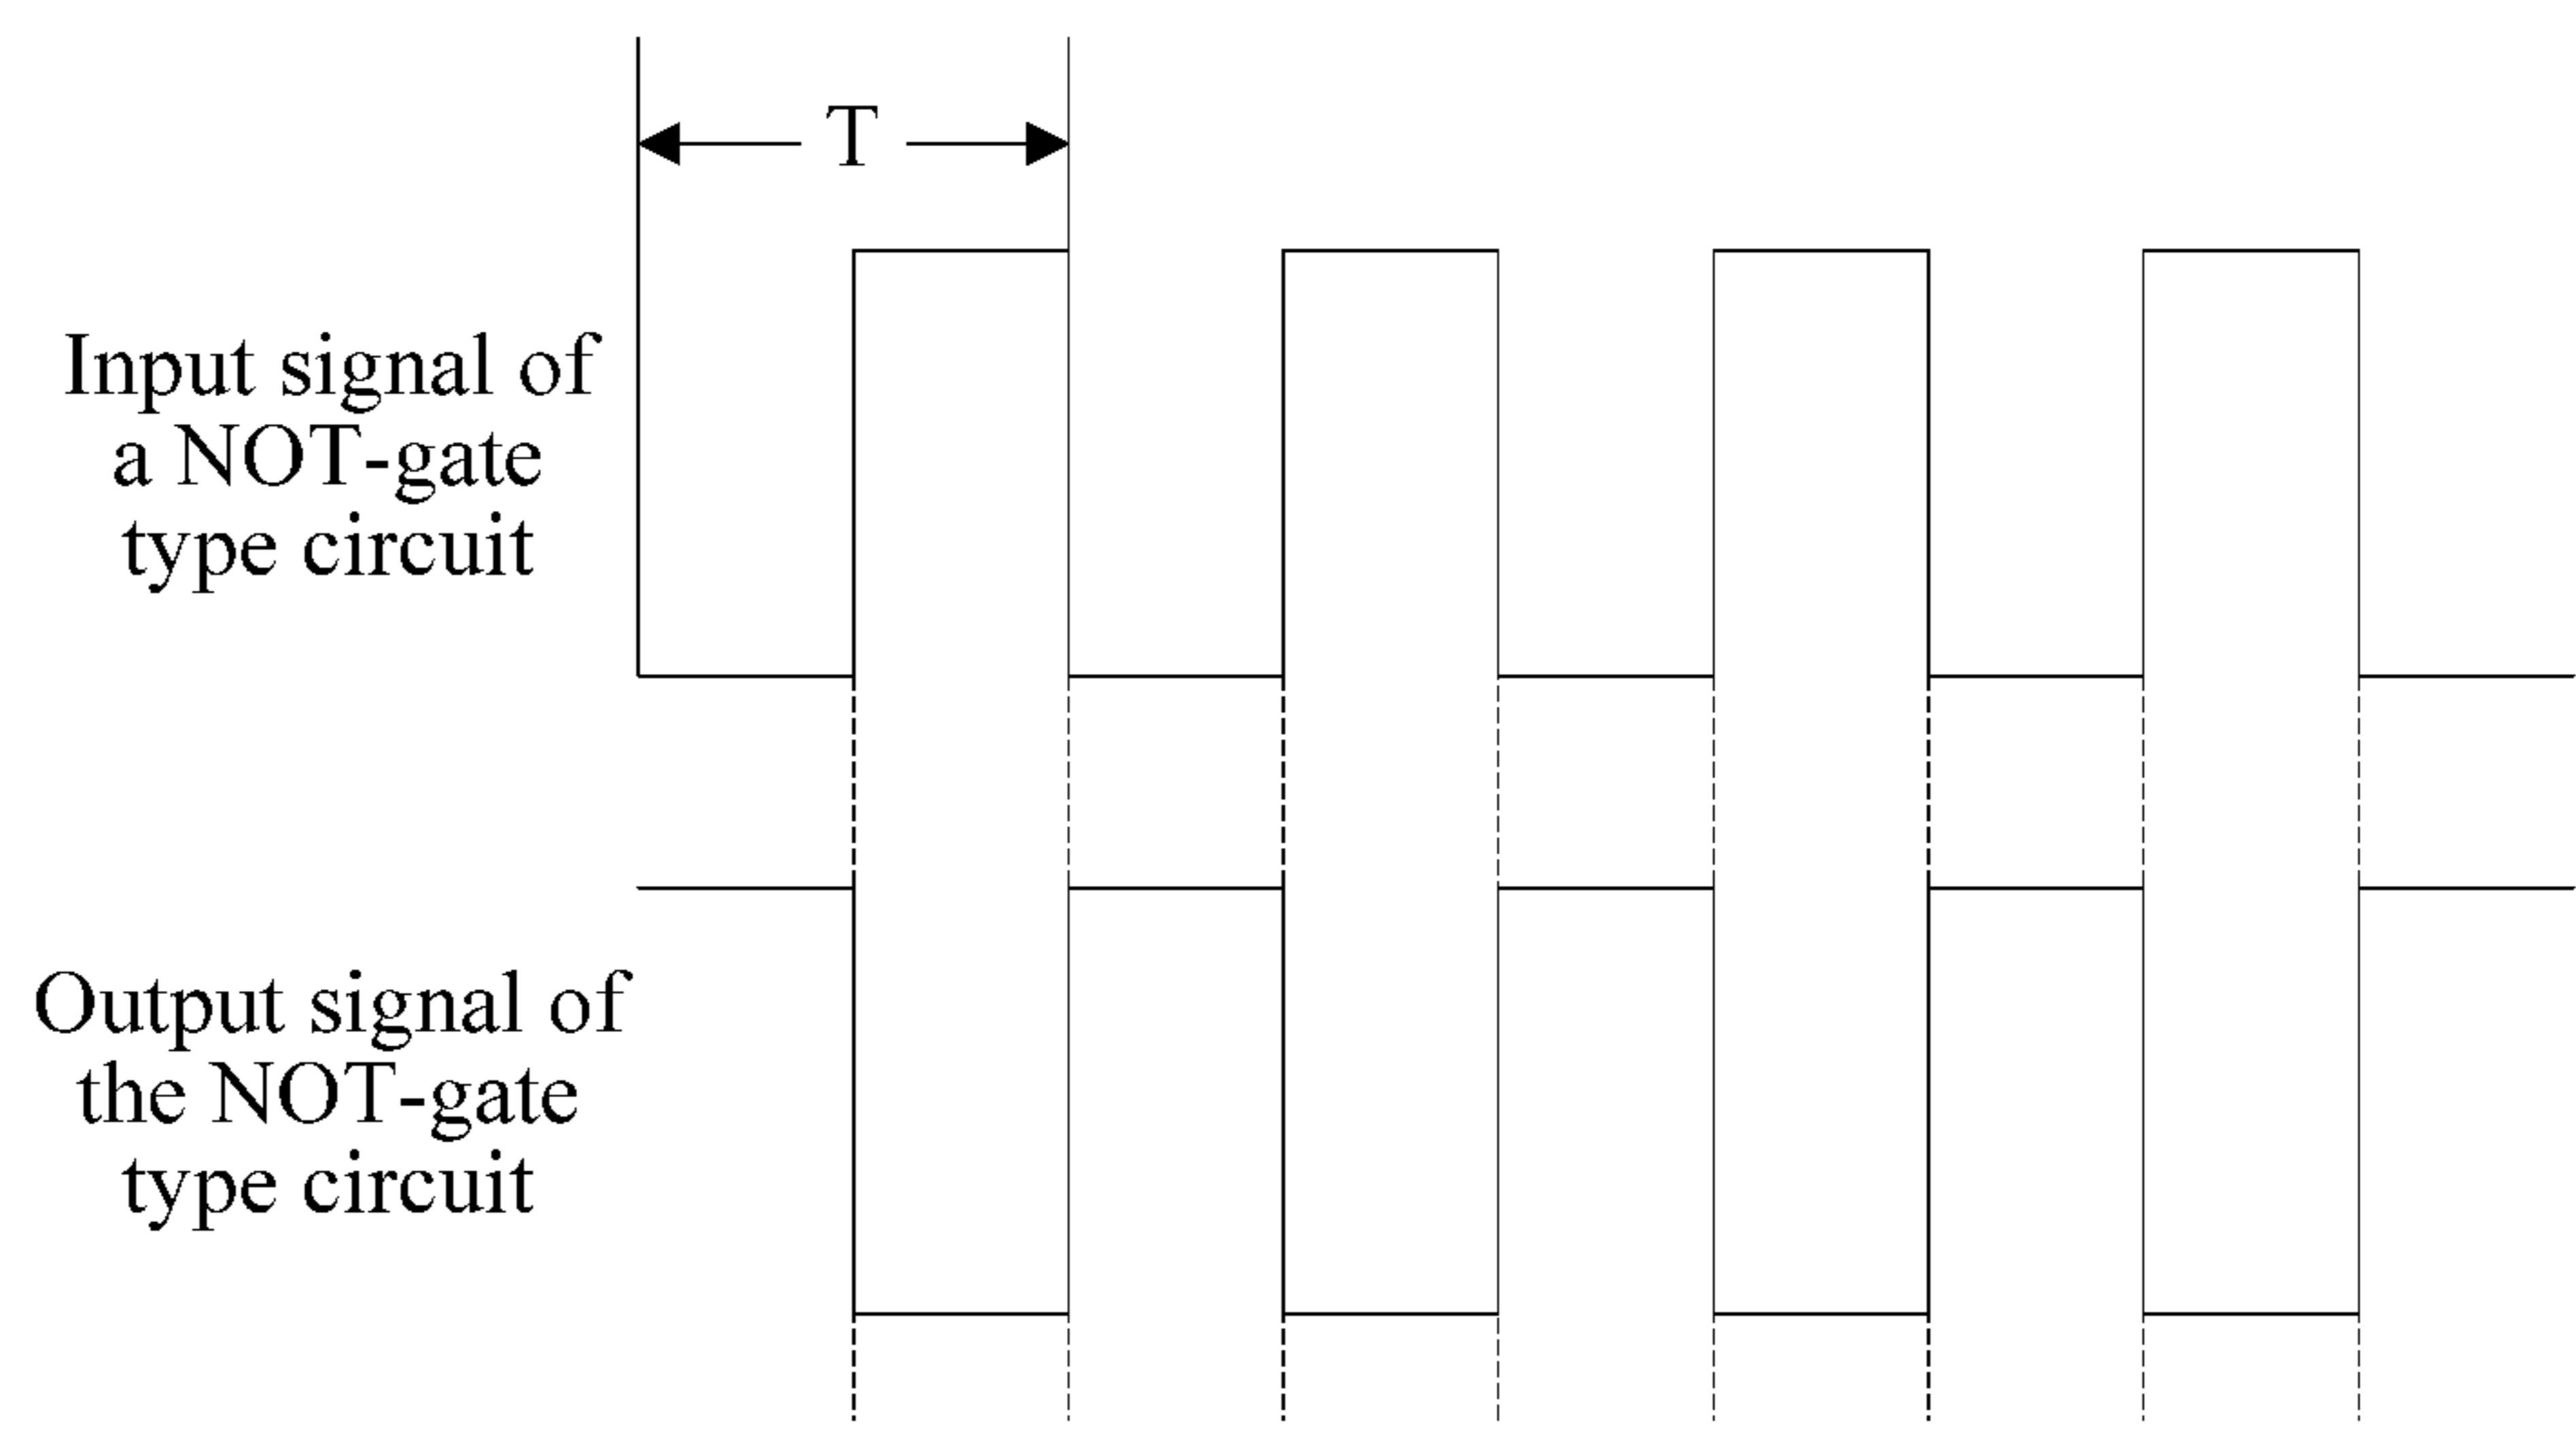 T
Input signal of
a NOT-gate
type circuit
Output signal of
the NOT-gate
type circuit